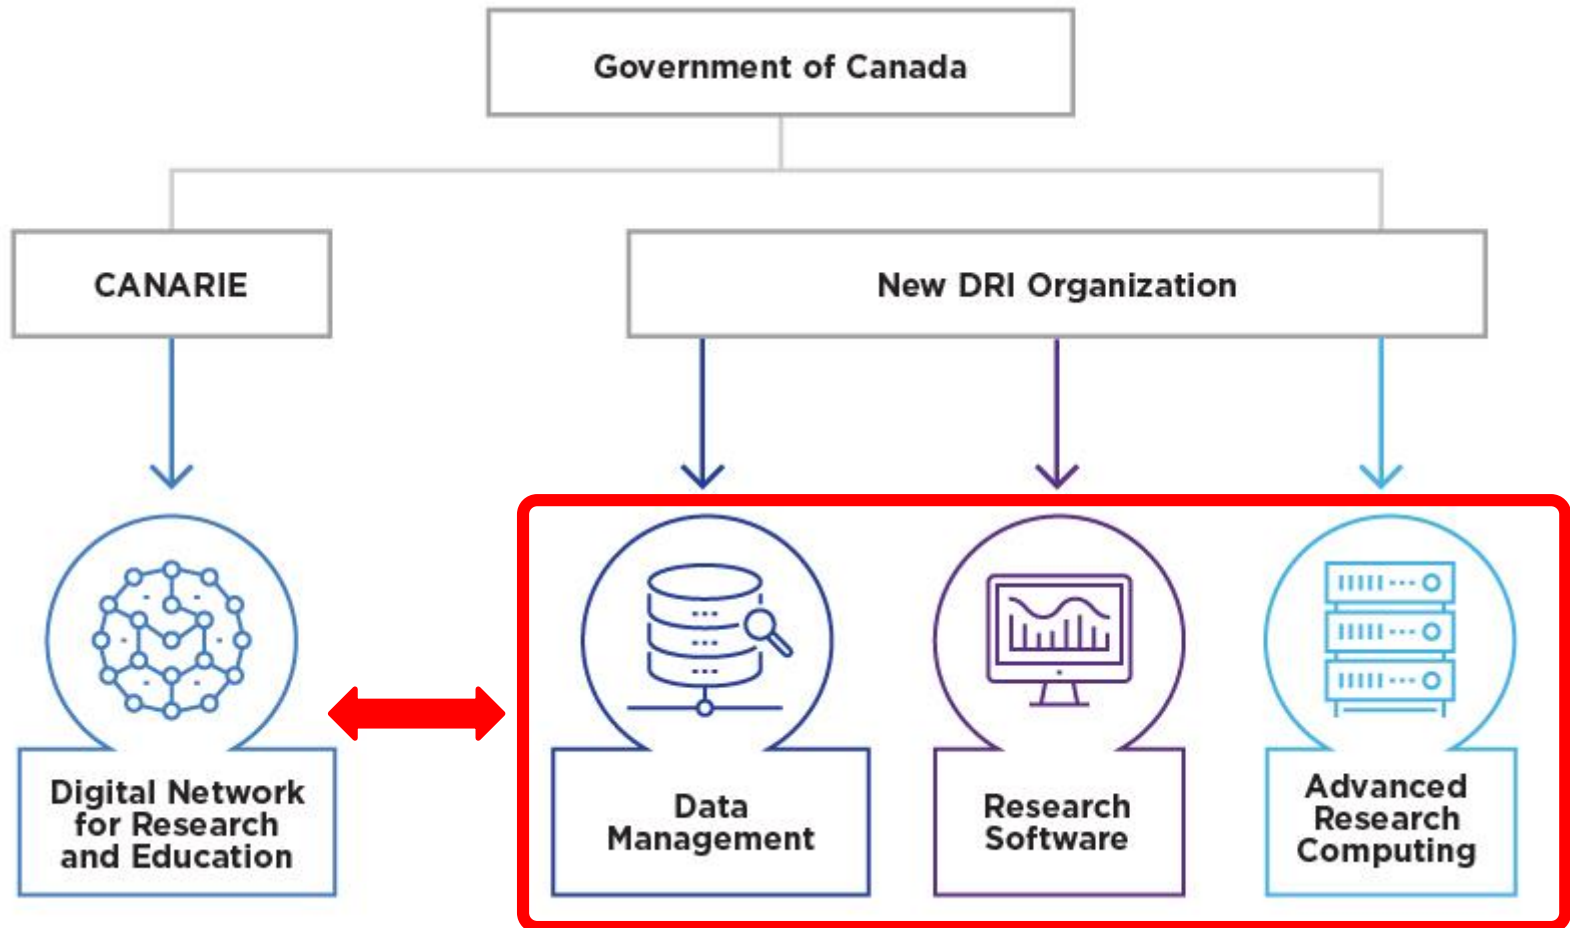 Government of Canada
CANARIE
New DRI Organization
Digital Network
for Research
and Education
Data
Management
Research
Software
Advanced
Research
Computing